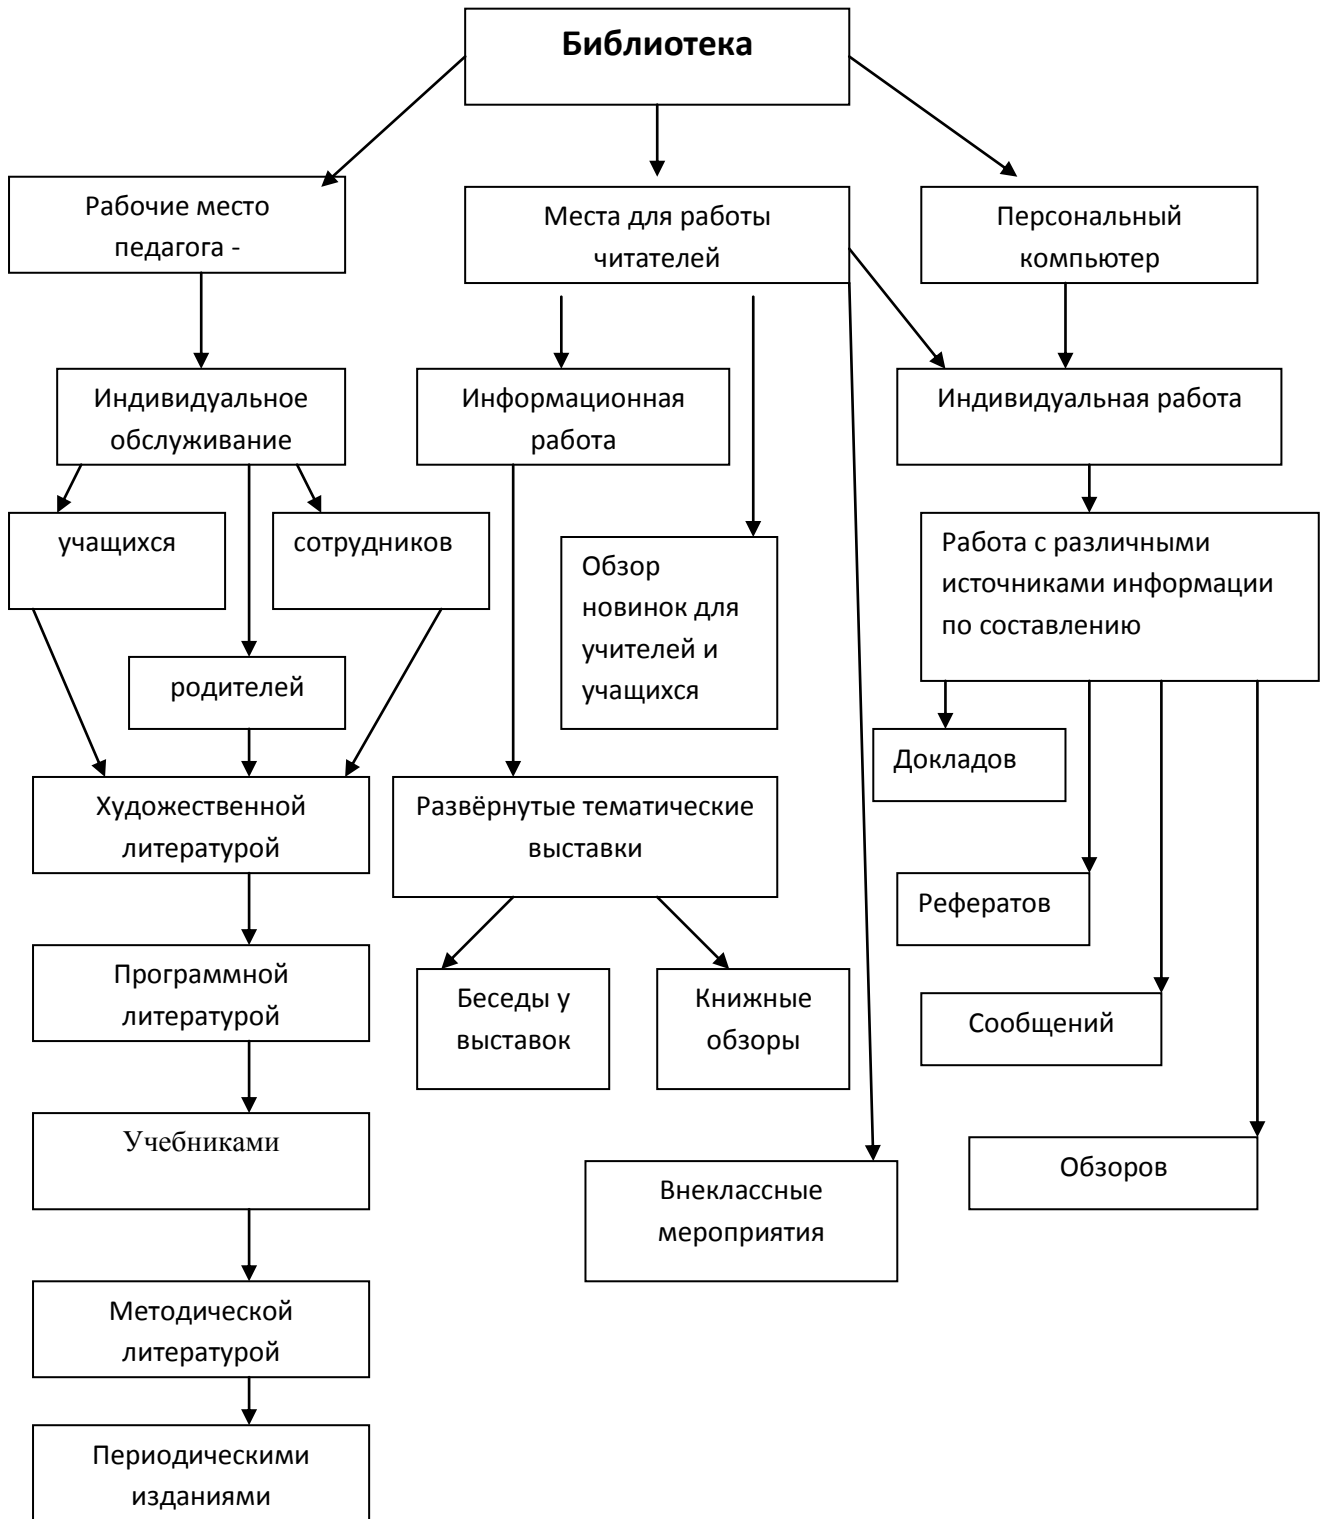 Библиотека
Рабочие место
педагога -
Места для работы
читателей
Персональный
компьютер
Индивидуальное
обслуживание
Информационная
работа
Индивидуальная работа
учащихся
сотрудников
Обзор
новинок для
учителей и
учащихся
Работа с различными
источниками информации
по составлению
родителей
Докладов
Художественной
литературой
Развёрнутые тематические
выставки
Рефератов
Программной
литературой
Беседы у
выставок
Книжные
обзоры
Сообщений
Учебниками
Внеклассные
мероприятия
Обзоров
Методической
литературой
Периодическими
изданиями